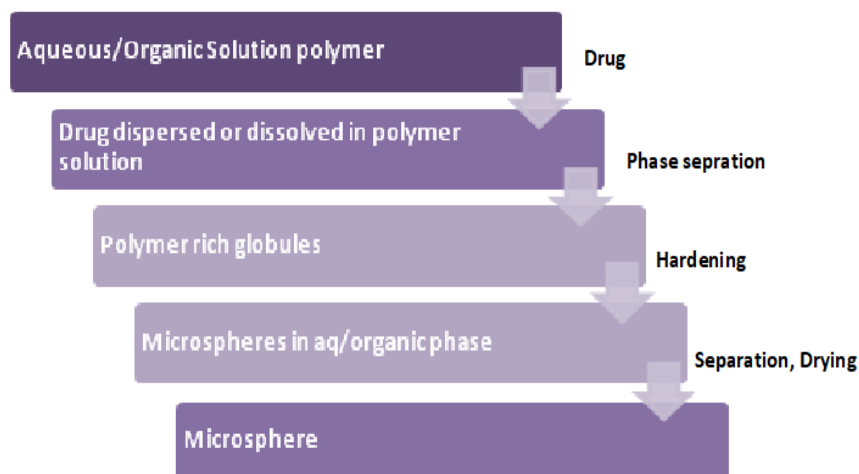 Aqueous/Organic Solution polymer
Drug
Drug dispersed or dissolved in polymer
solution
Phase sepration
Polymer rich globules
Hardening
Microspheres in aq/organic phase
Separation, Drying
Microsphere